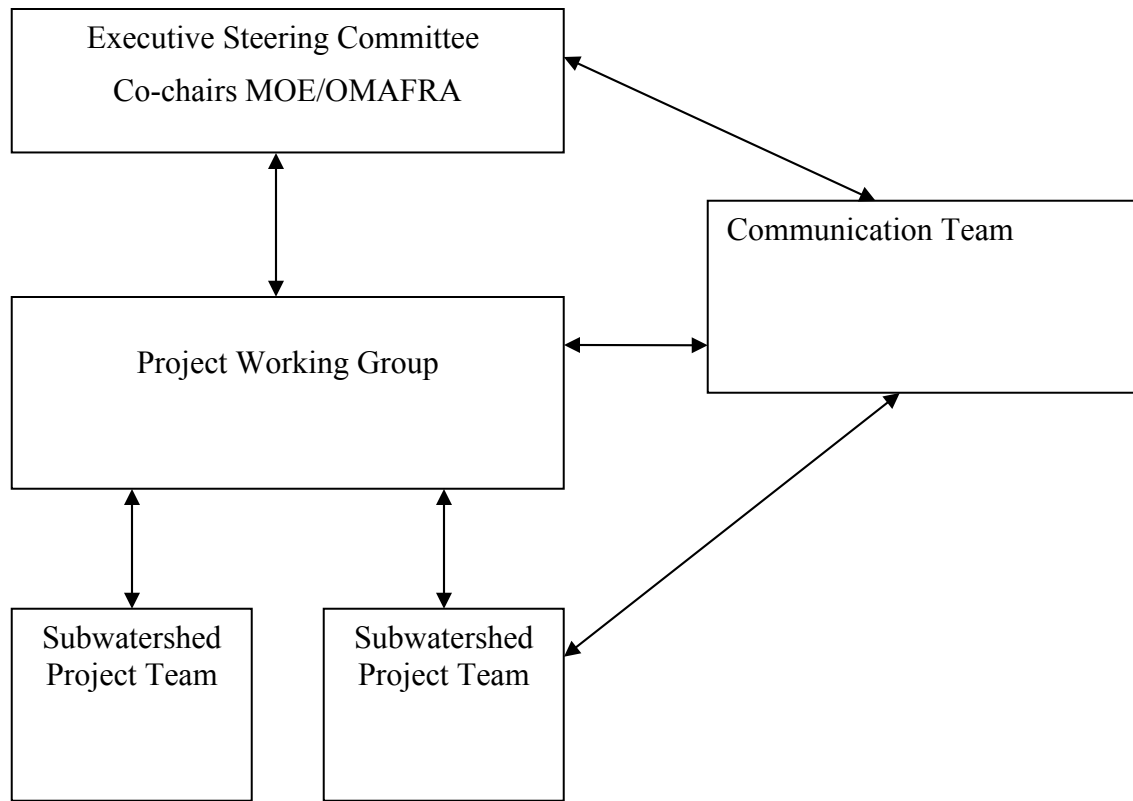 Executive Steering Committee
Co-chairs MOE/OMAFRA
Communication Team
Project Working Group
Subwatershed
Project Team
Subwatershed
Project Team